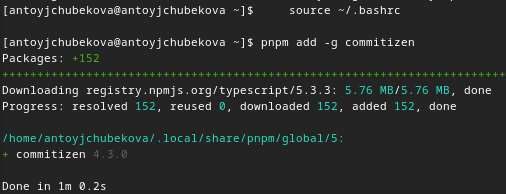 [antoyjchubekova@antoyjchubekova ~]$     source ~/.bashrc
[antoyjchubekova@antoyjchubekova ~]$ pnpm add -g commitizen
Packages: +152
++++++++++++++++++++++++++++++++++++++++++++++++++++++++++++++++++++++++
Downloading registry.npmjs.org/typescript/5.3.3: 5.76 MB/5.76 MB, done
Progress: resolved 152, reused 0, downloaded 152, added 152, done
/home/antoyjchubekova/.local/share/pnpm/global/5:
+ commitizen 4.3.0
Done in 1m 0.2s